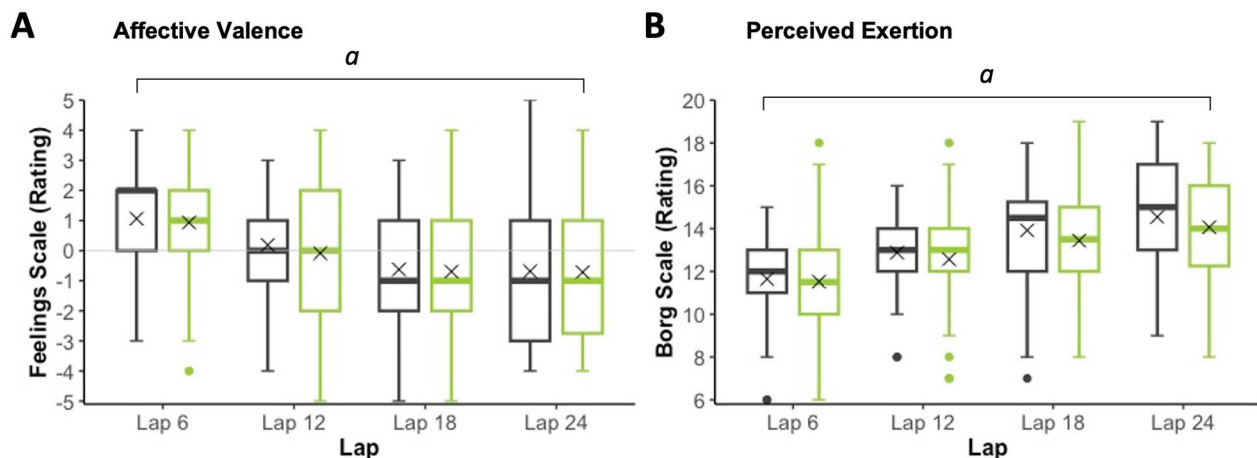 A
Affective Valence
a
Feelings Scale (Rating)
5
4
3
2
1
0
-1
-2
-3
-4
-5
Lap 6
Lap 12
Lap 18
Lap 24
Lap
B
Perceived Exertion
a
Borg Scale (Rating)
20
18
16
14
12
10
8
6
Lap 6
Lap 12
Lap 18
Lap 24
Lap